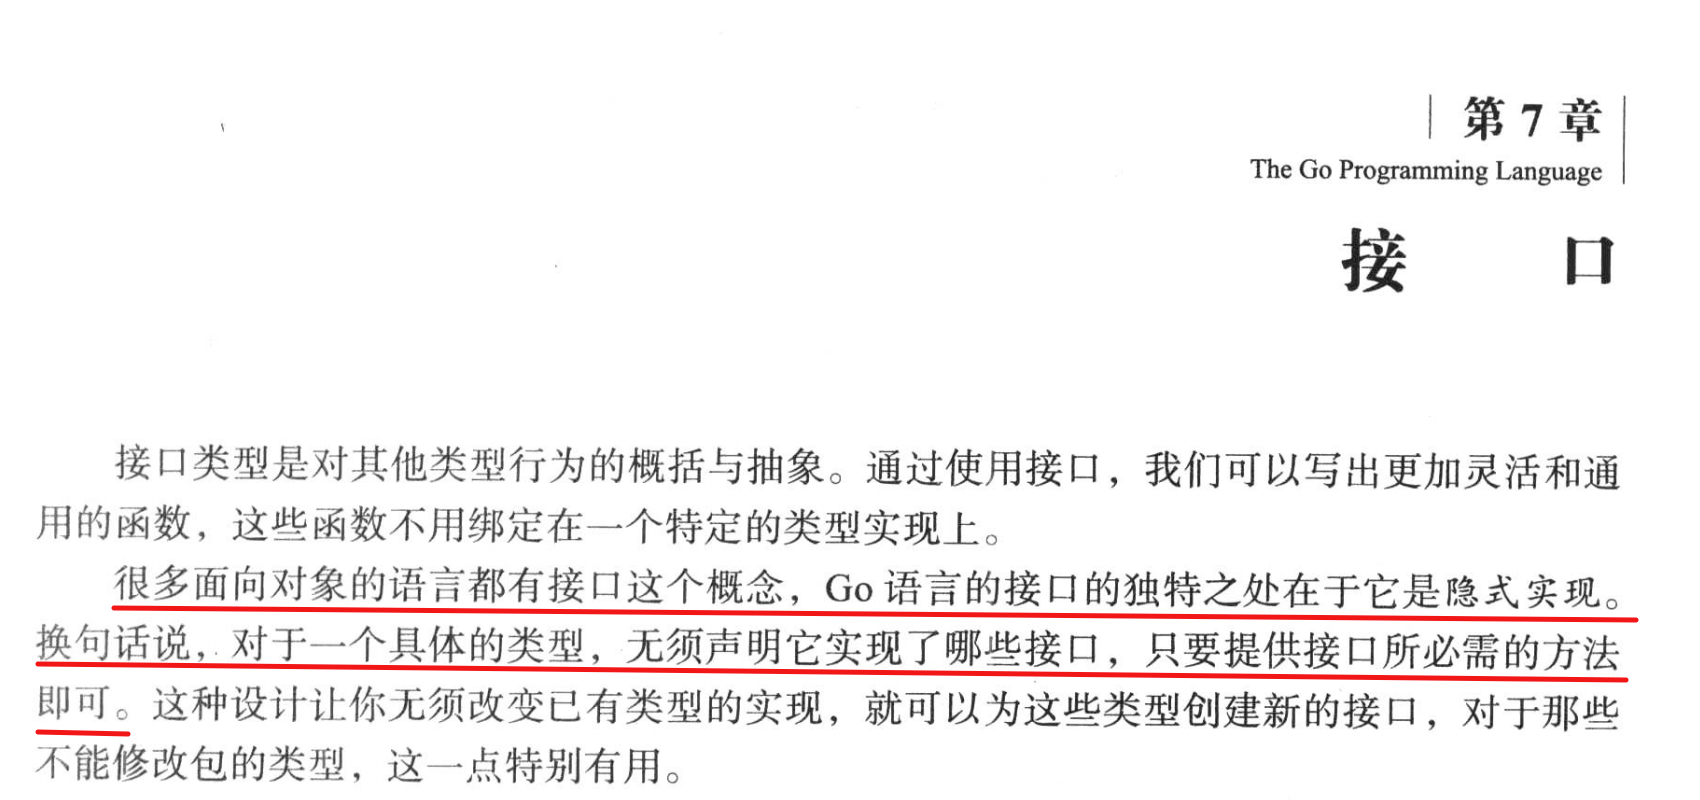 第 7 章
The Go Programming Language
接 口
接口类型是对其他类型行为的概括与抽象。通过使用接口，我们可以写出更加灵活和通
用的函数，这些函数不用绑定在一个特定的类型实现上。
很多面向对象的语言都有接口这个概念，Go 语言的接口的独特之处在于它是隐式实现。
换句话说，对于一个具体的类型，无须声明它实现了哪些接口，只要提供接口所必需的方法
即可。这种设计让你无须改变已有类型的实现，就可以为这些类型创建新的接口，对于那些
不能修改包的类型，这一点特别有用。